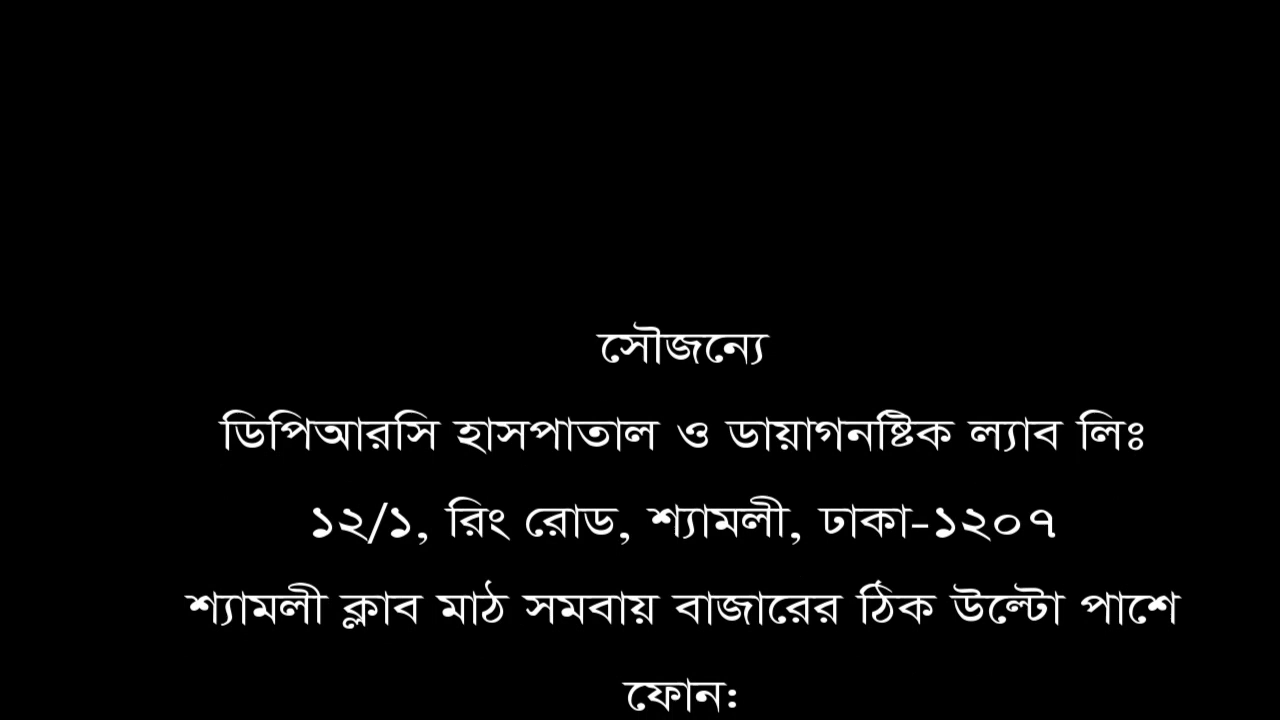 সৌজন্যে
ডিপিআরসি হাসপাতাল ও ডায়াগনষ্টিক ল্যাব লিঃ
১২/১, রিং রোড, শ্যামলী, ঢাকা-১২০৭
শ্যামলী ক্লাব মাঠ সমবায় বাজারের ঠিক উল্টো পাশে
ফোন: